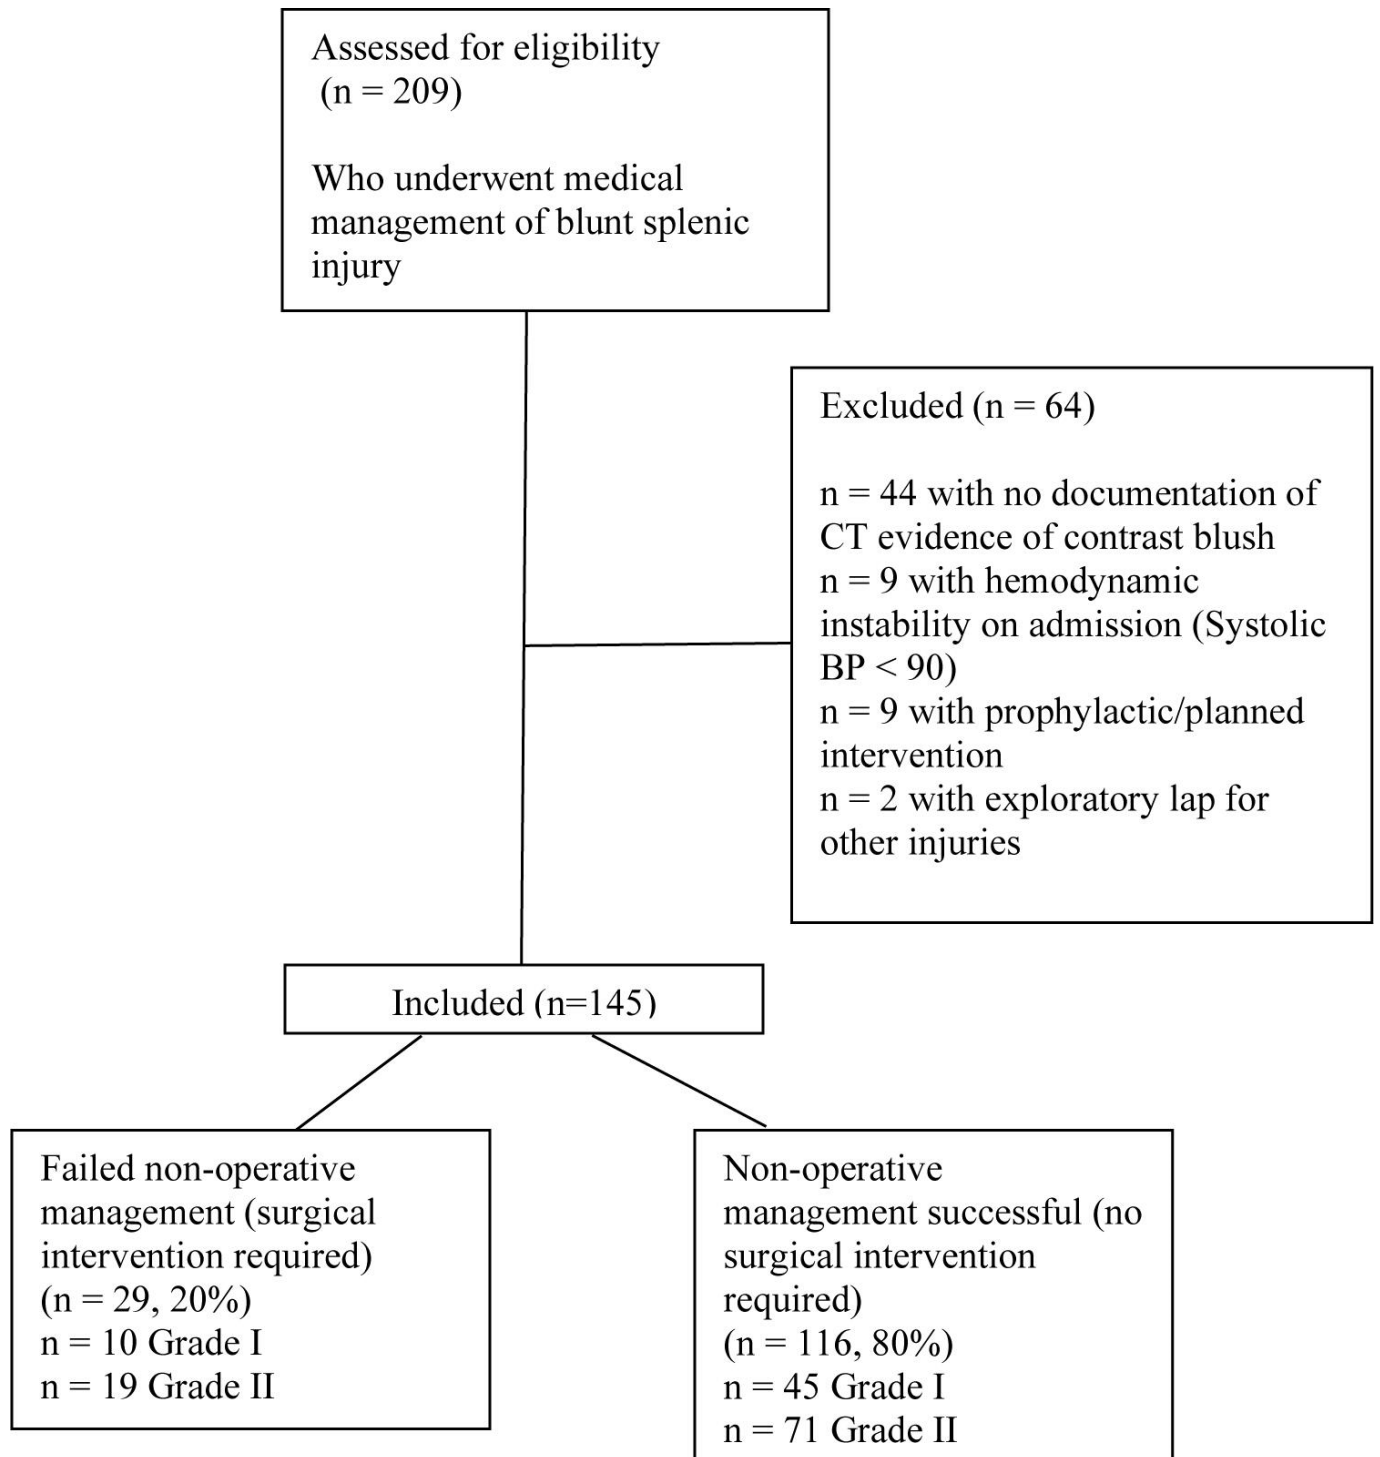 Assessed for eligibility
(n = 209)
Who underwent medical
management of blunt splenic
injury
Excluded (n = 64)
n = 44 with no documentation of
CT evidence of contrast blush
n = 9 with hemodynamic
instability on admission (Systolic
BP < 90)
n = 9 with prophylactic/planned
intervention
n = 2 with exploratory lap for
other injuries
Included (n=145)
Failed non-operative
management (surgical
intervention required)
(n = 29, 20%)
n = 10 Grade I
n = 19 Grade II
Non-operative
management successful (no
surgical intervention
required)
(n = 116, 80%)
n = 45 Grade I
n = 71 Grade II